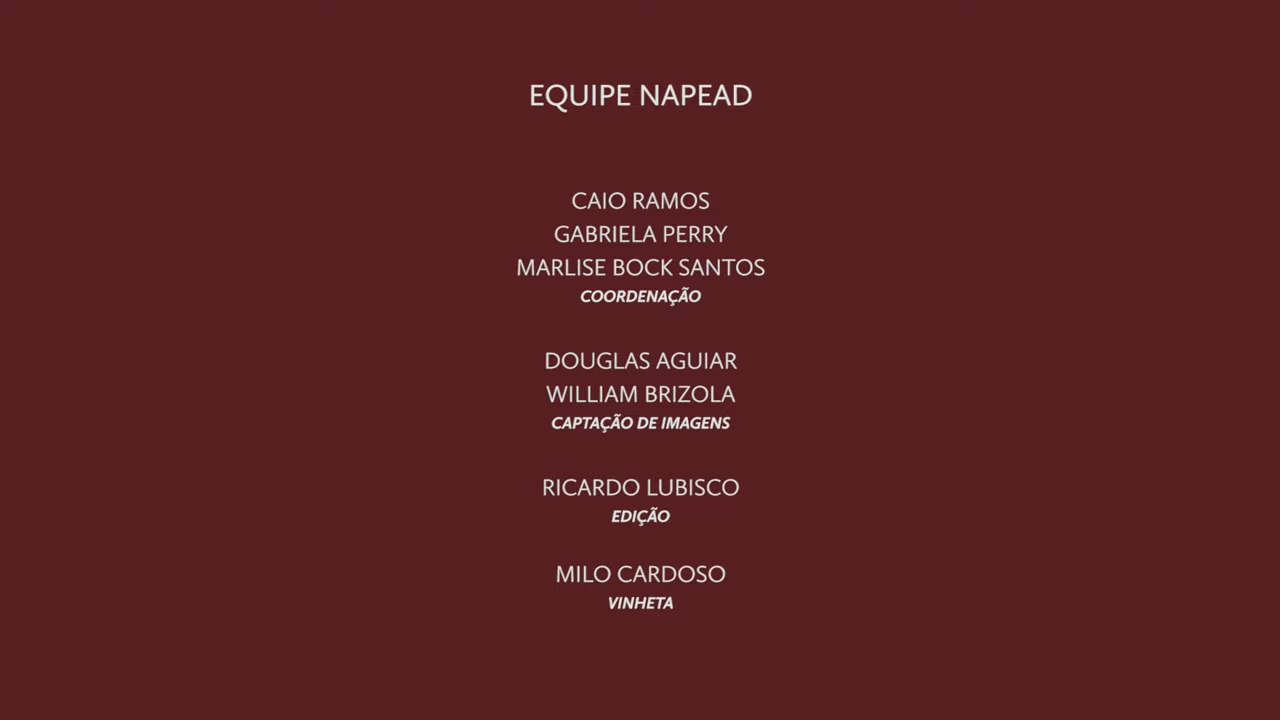 EQUIPE NAPEAD
CAIO RAMOS
GABRIELA PERRY
MARLISE BOCK SANTOS
COORDENAÇÃO
DOUGLAS AGUIAR
WILLIAM BRIZOLA
CAPTAÇÃO DE IMAGENS
RICARDO LUBISCO
EDIÇÃO
MILO CARDOSO
VINHETA